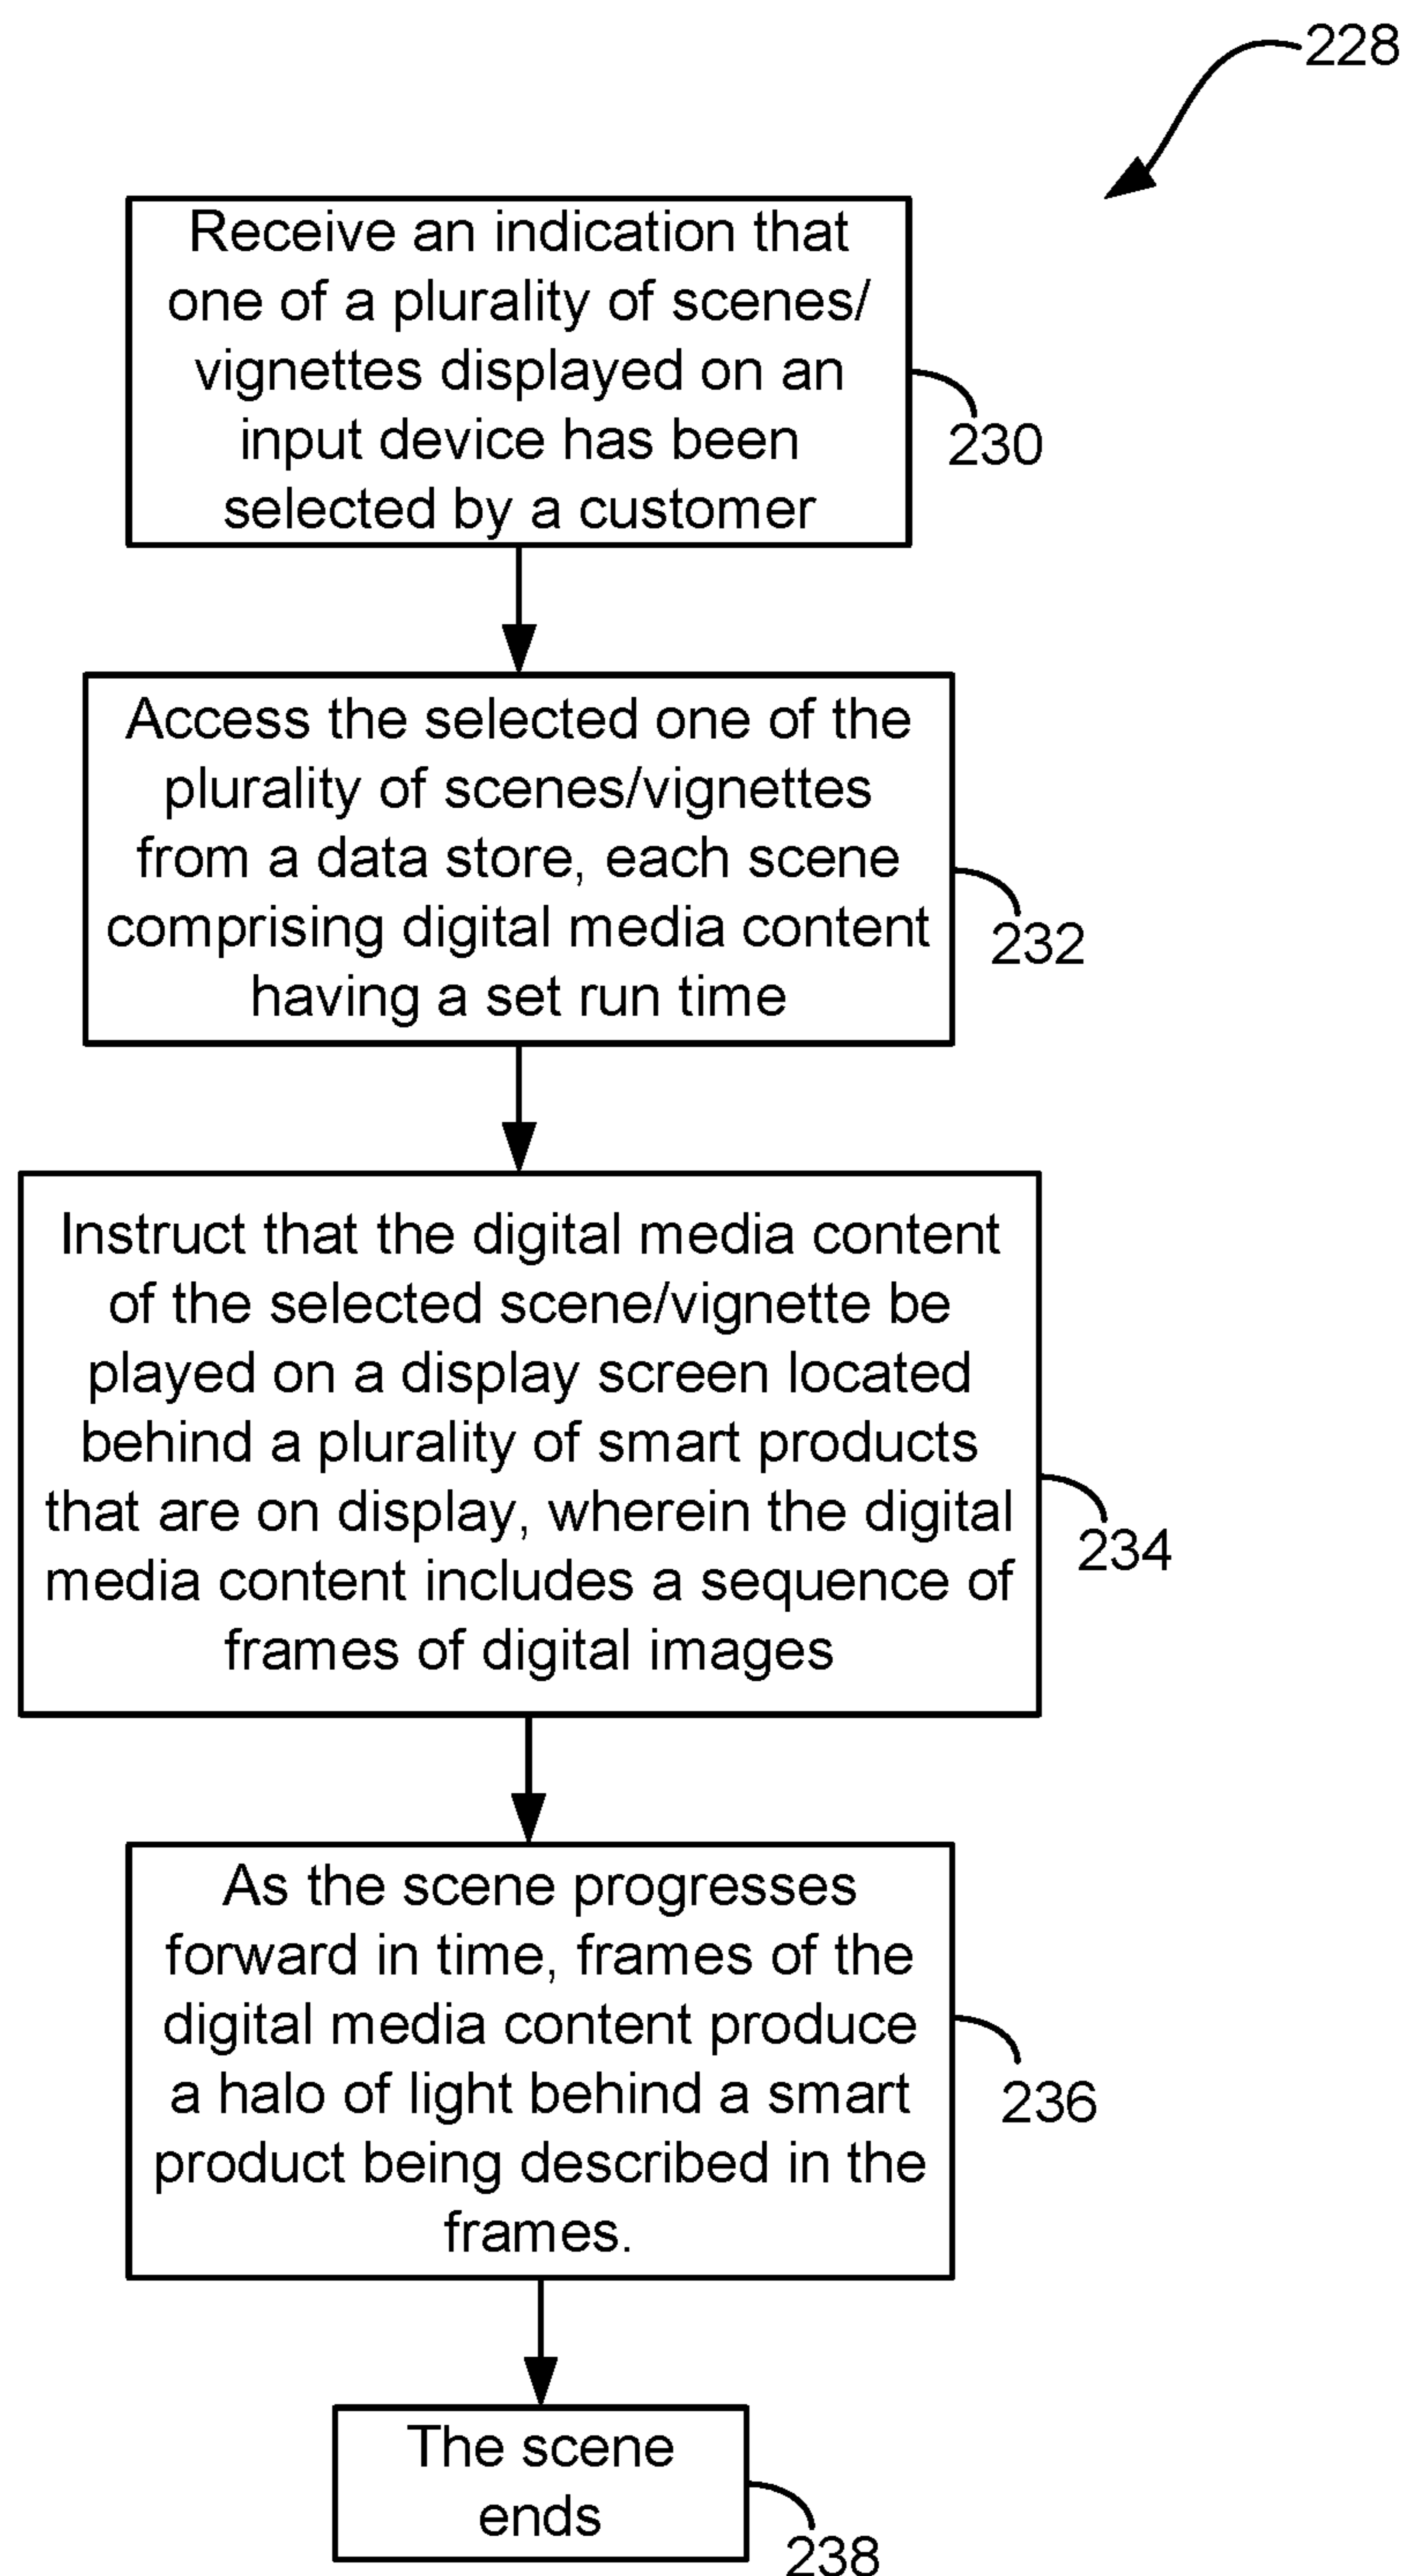 228
Receive an indication that
one of a plurality of scenes/
vignettes displayed on an
input device has been
selected by a customer
230
Access the selected one of the
plurality of scenes/vignettes
from a data store, each scene
comprising digital media content
having a set run time
232
Instruct that the digital media content
of the selected scene/vignette be
played on a display screen located
behind a plurality of smart products
that are on display, wherein the digital
media content includes a sequence of
frames of digital images
234
As the scene progresses
forward in time, frames of the
digital media content produce
a halo of light behind a smart
product being described in the
frames.
236
The scene
ends
238